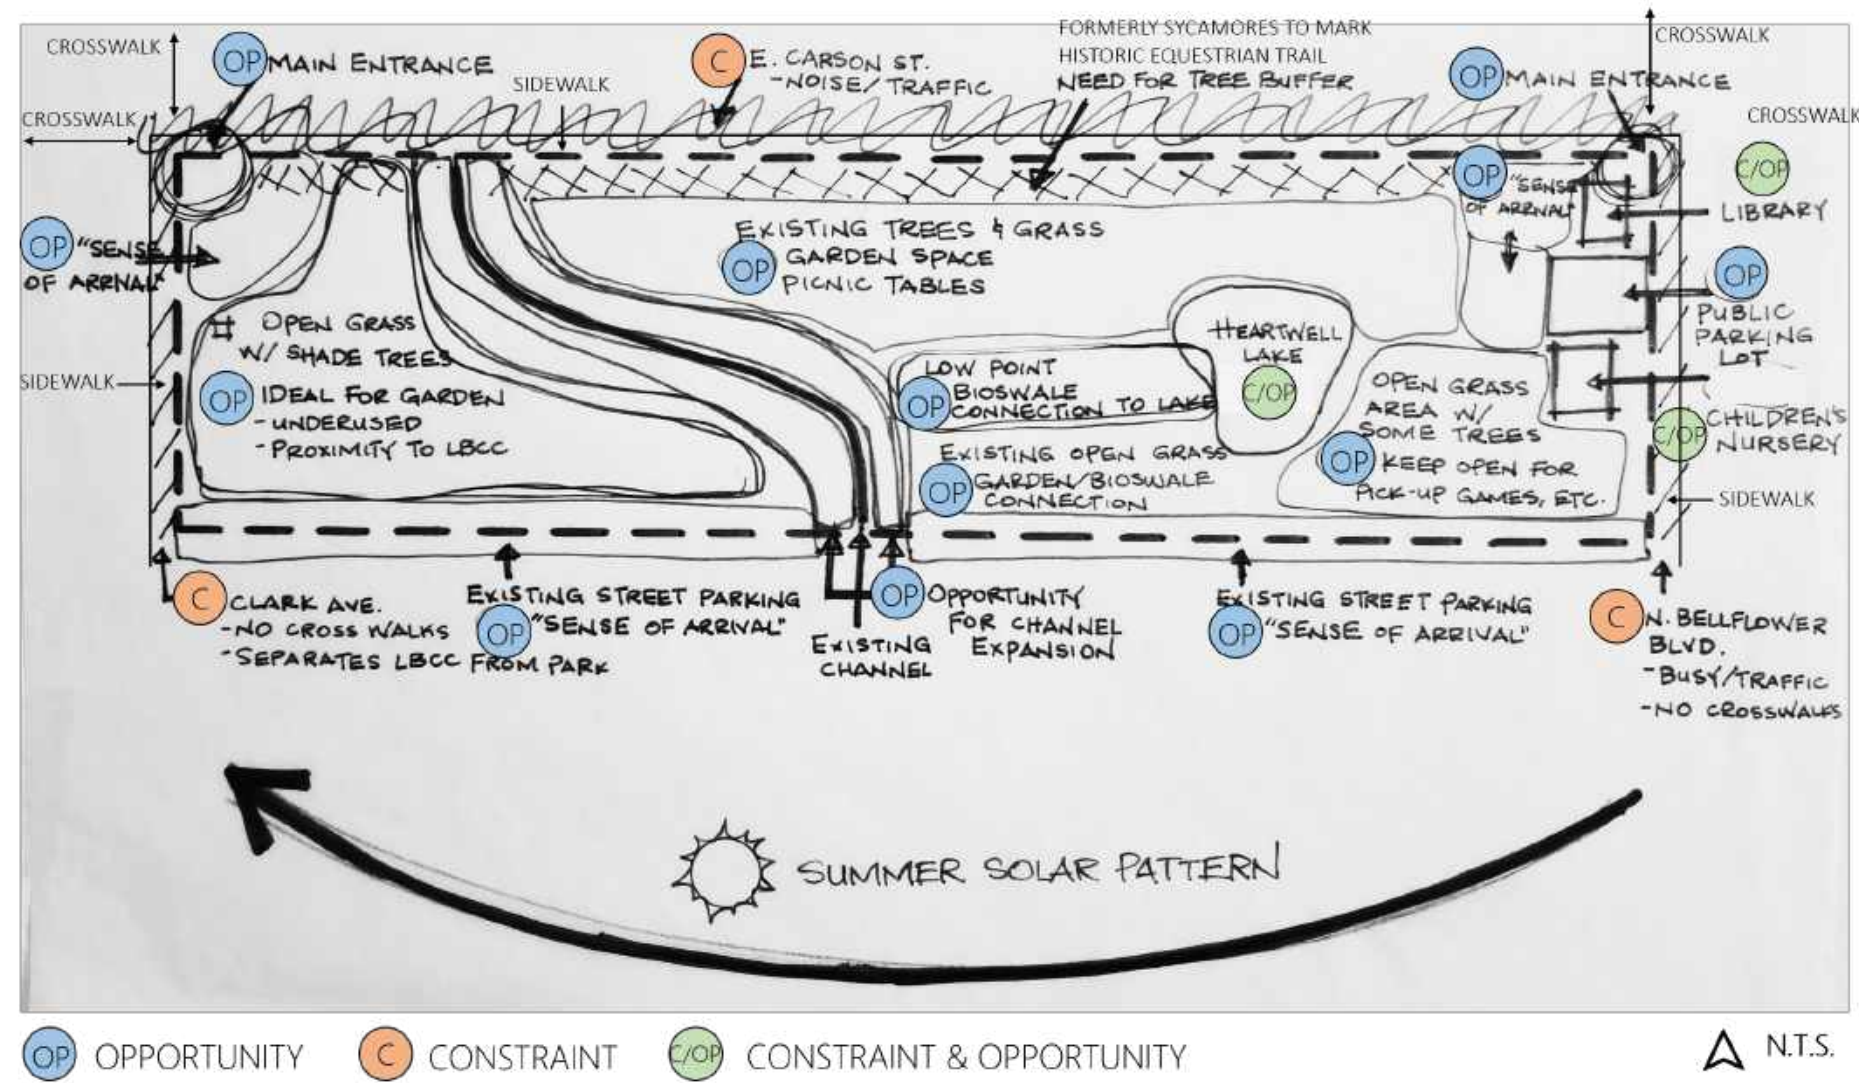 CROSSWALK
OP MAIN ENTRANCE
SIDEWALK
C E. CARSON ST.
-NOISE/TRAFFIC
FORMERLY SYCAMORES TO MARK
HISTORIC EQUESTRIAN TRAIL
NEED FOR TREE BUFFER
OP MAIN ENTRANCE
CROSSWALK
CROSSWALK
CROSSWALK
C/OP
LIBRARY
OP "SENSE
OF ARRIVAL"
OP "SENSE
OF ARRIVAL"
EXISTING TREES & GRASS
OP GARDEN SPACE
PICNIC TABLES
OP
PUBLIC
PARKING
LOT
OPEN GRASS
W/ SHADE TREES
OP IDEAL FOR GARDEN
-UNDERUSED
-PROXIMITY TO LBCC
SIDEWALK
HEARTWELL
LAKE
C/OP
LOW POINT
OP BIOSWALE
CONNECTION TO LAKE
EXISTING OPEN GRASS
OP GARDEN/BIOSWALE
CONNECTION
OPEN GRASS
AREA W/
SOME TREES
OP KEEP OPEN FOR
PICK-UP GAMES, ETC.
C/OP CHILDREN'S
NURSERY
SIDEWALK
C CLARK AVE.
-NO CROSS WALKS
-SEPARATES LBCC FROM PARK
EXISTING STREET PARKING
OP "SENSE OF ARRIVAL"
EXISTING
CHANNEL
OP OPPORTUNITY
FOR CHANNEL
EXPANSION
EXISTING STREET PARKING
OP "SENSE OF ARRIVAL"
C N. BELLFLOWER
BLVD.
-BUSY/TRAFFIC
-NO CROSSWALKS
SUMMER SOLAR PATTERN
OP OPPORTUNITY
C CONSTRAINT
C/OP CONSTRAINT & OPPORTUNITY
N.T.S.